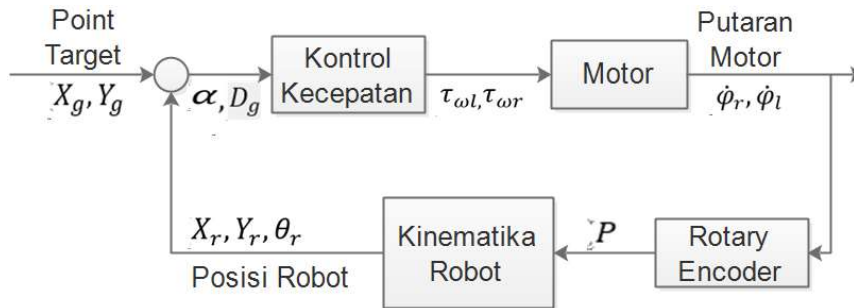 Point
Target
X_g, Y_g
α, D_g
Kontrol
Kecepatan
τ_ωl, τ_ωr
Motor
Putaran
Motor
φ̇_r, φ̇_l
X_r, Y_r, θ_r
Posisi Robot
Kinematika
Robot
P
Rotary
Encoder